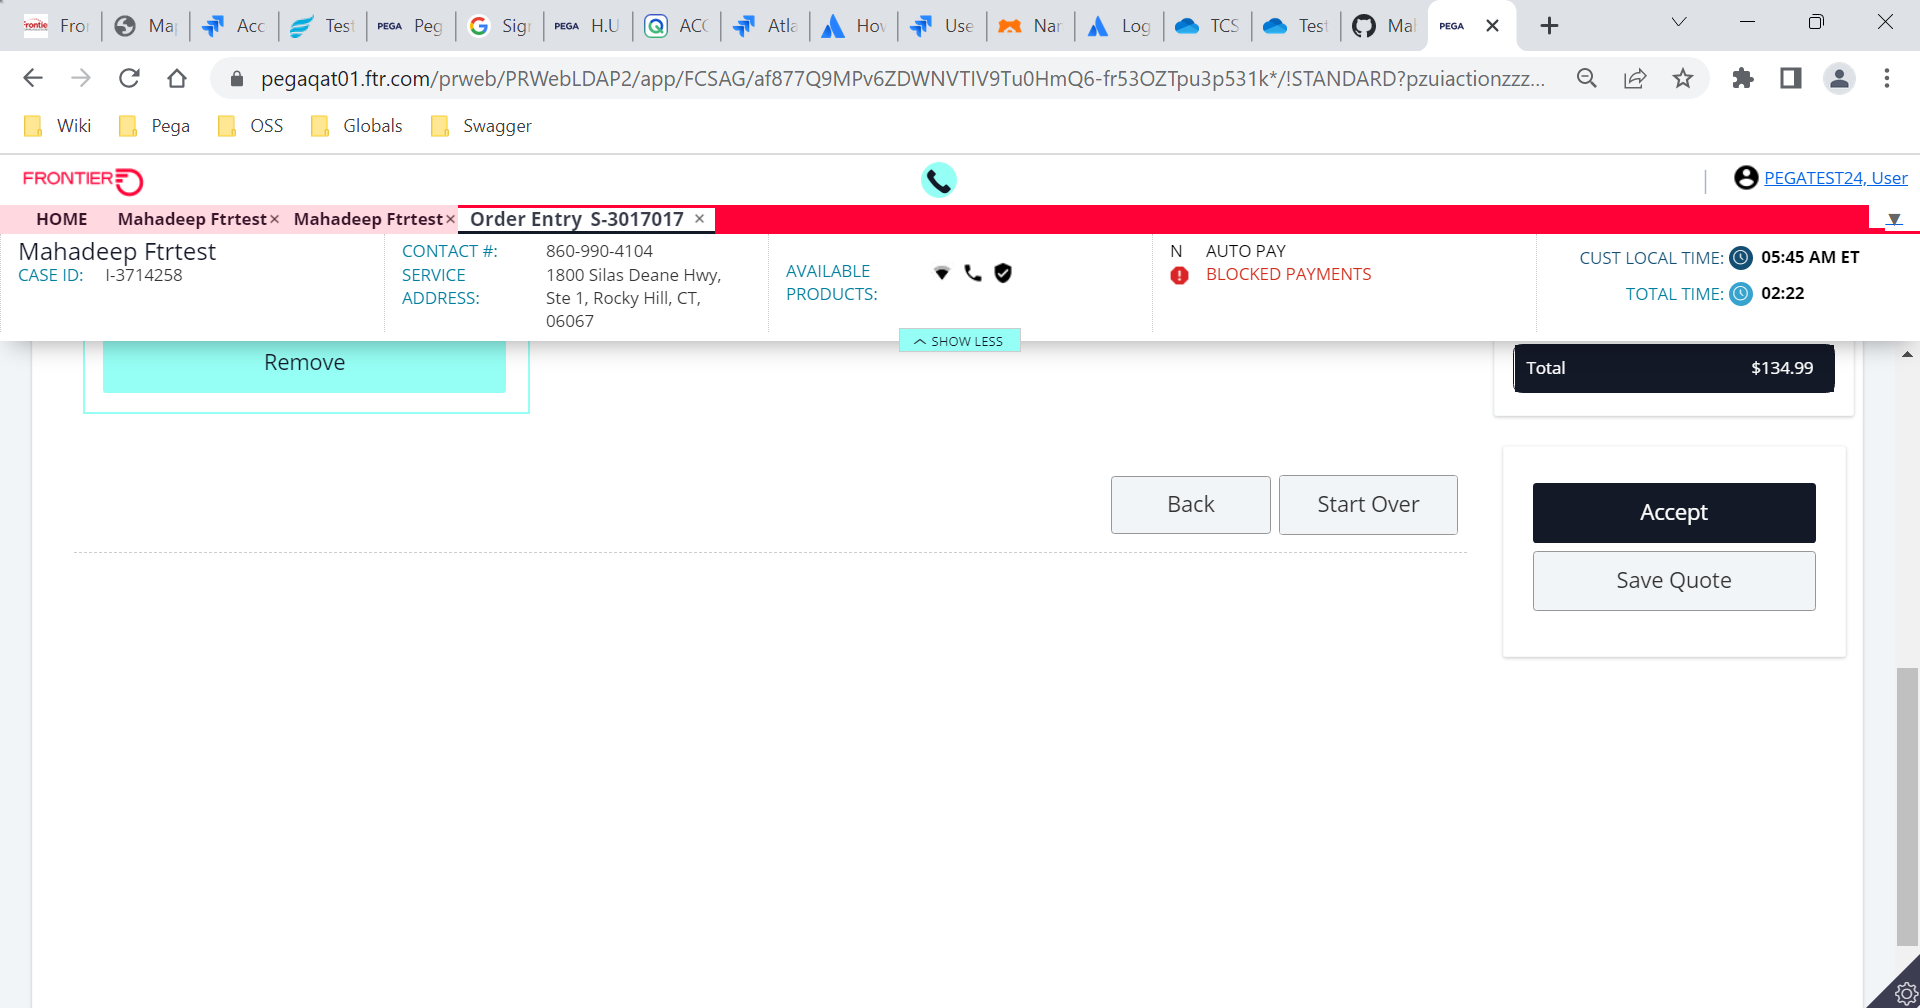 Fro
Ma
Acc
Test
PEGA Peg
Sig
PEGA H.U
ACC
Atla
How
Use
Nar
Log
TCS
Test
Ma
PEGA
pegaqat01.ftr.com/prweb/PRWebLDAP2/app/FCSAG/af877Q9MPv6ZDWNVTIV9Tu0HmQ6-fr53OZTpu3p531k*/!STANDARD?pzuiactionzzz...
Wiki Pega OSS Globals Swagger
FRONTIER
PEGATEST24, User
HOME Mahadeep Ftrtest× Mahadeep Ftrtest× Order Entry S-3017017 ×
Mahadeep Ftrtest
CASE ID: I-3714258
CONTACT #: 860-990-4104
SERVICE ADDRESS: 1800 Silas Deane Hwy,
Ste 1, Rocky Hill, CT,
06067
AVAILABLE
PRODUCTS:
N AUTO PAY
BLOCKED PAYMENTS
CUST LOCAL TIME: 05:45 AM ET
TOTAL TIME: 02:22
SHOW LESS
Remove
Total $134.99
Back
Start Over
Accept
Save Quote